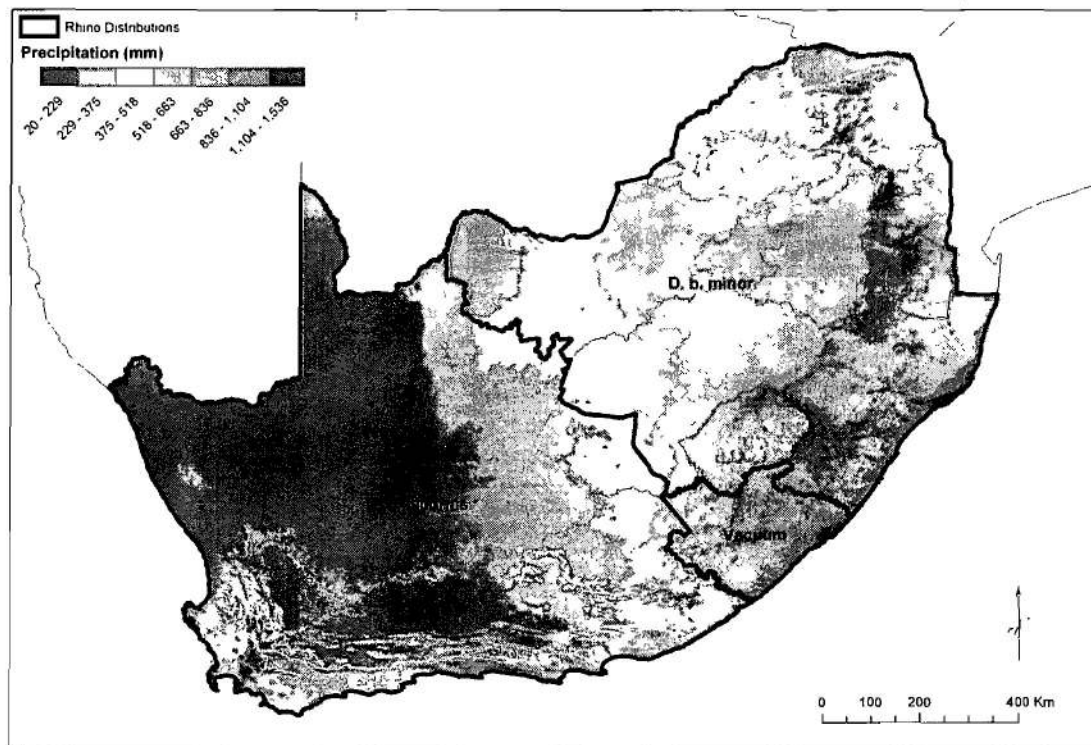 Rhino Distributions
Precipitation (mm)
20 - 229
229 - 375
375 - 518
518 - 663
663 - 836
836 - 1.104
1.104 - 1.536
D. b. minor
Vacuum
0 100 200 400 Km